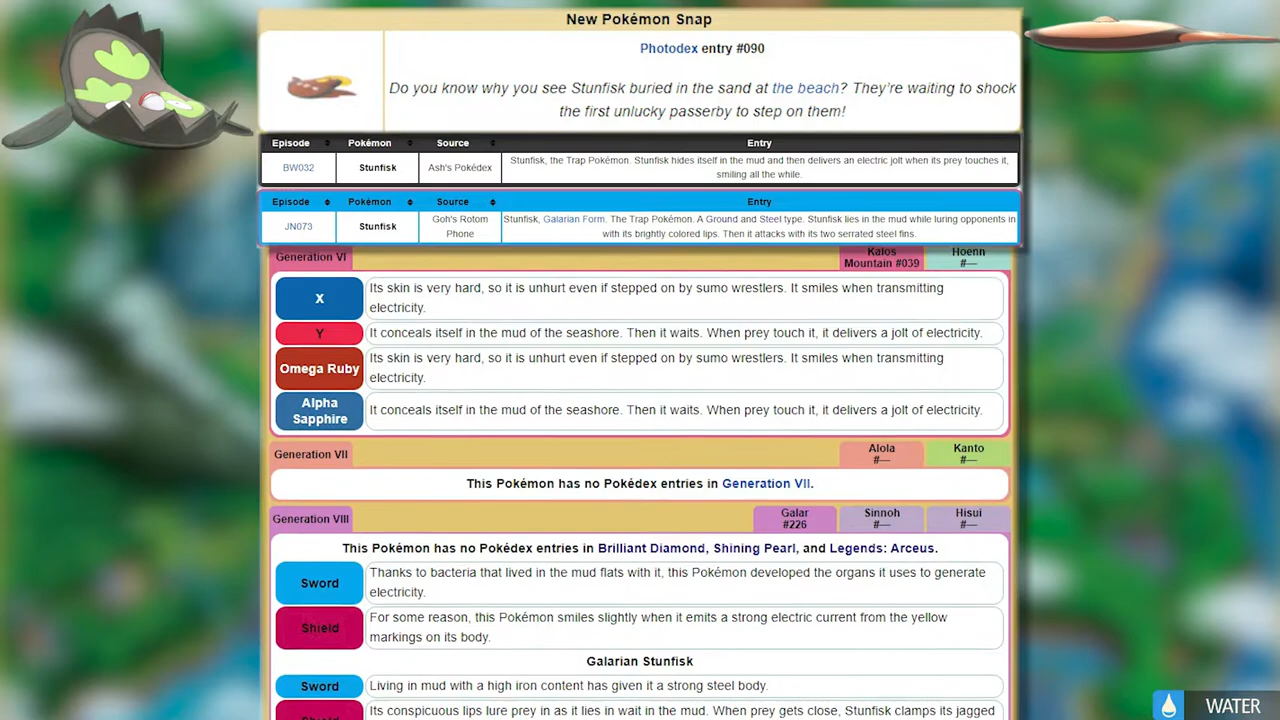 New Pokémon Snap
Photodex entry #090
Do you know why you see Stunfisk buried in the sand at the beach? They're waiting to shock
the first unlucky passerby to step on them!
Episode Pokémon Source Entry
BW032 Stunfisk Ash's Pokédex Stunfisk, the Trap Pokémon. Stunfisk hides itself in the mud and then delivers an electric jolt when its prey touches it,
smiling all the while.
Episode Pokémon Source Entry
JN073 Stunfisk Goh's Rotom
Phone
Stunfisk, Galarian Form. The Trap Pokémon. A Ground and Steel type. Stunfisk lies in the mud while luring opponents in
with its brightly colored lips. Then it attacks with its two serrated steel fins.
Generation VI
Kalos
Mountain #039
Hoenn
#—
X
Its skin is very hard, so it is unhurt even if stepped on by sumo wrestlers. It smiles when transmitting
electricity.
Y
It conceals itself in the mud of the seashore. Then it waits. When prey touch it, it delivers a jolt of electricity.
Omega Ruby
Its skin is very hard, so it is unhurt even if stepped on by sumo wrestlers. It smiles when transmitting
electricity.
Alpha
Sapphire
It conceals itself in the mud of the seashore. Then it waits. When prey touch it, it delivers a jolt of electricity.
Generation VII
Alola
#—
Kanto
#—
This Pokémon has no Pokédex entries in Generation VII.
Generation VIII
Galar
#226
Sinnoh
#—
Hisui
#—
This Pokémon has no Pokédex entries in Brilliant Diamond, Shining Pearl, and Legends: Arceus.
Sword
Thanks to bacteria that lived in the mud flats with it, this Pokémon developed the organs it uses to generate
electricity.
Shield
For some reason, this Pokémon smiles slightly when it emits a strong electric current from the yellow
markings on its body.
Galarian Stunfisk
Sword
Living in mud with a high iron content has given it a strong steel body.
Shield
Its conspicuous lips lure prey in as it lies in wait in the mud. When prey gets close, Stunfisk clamps its jagged
WATER